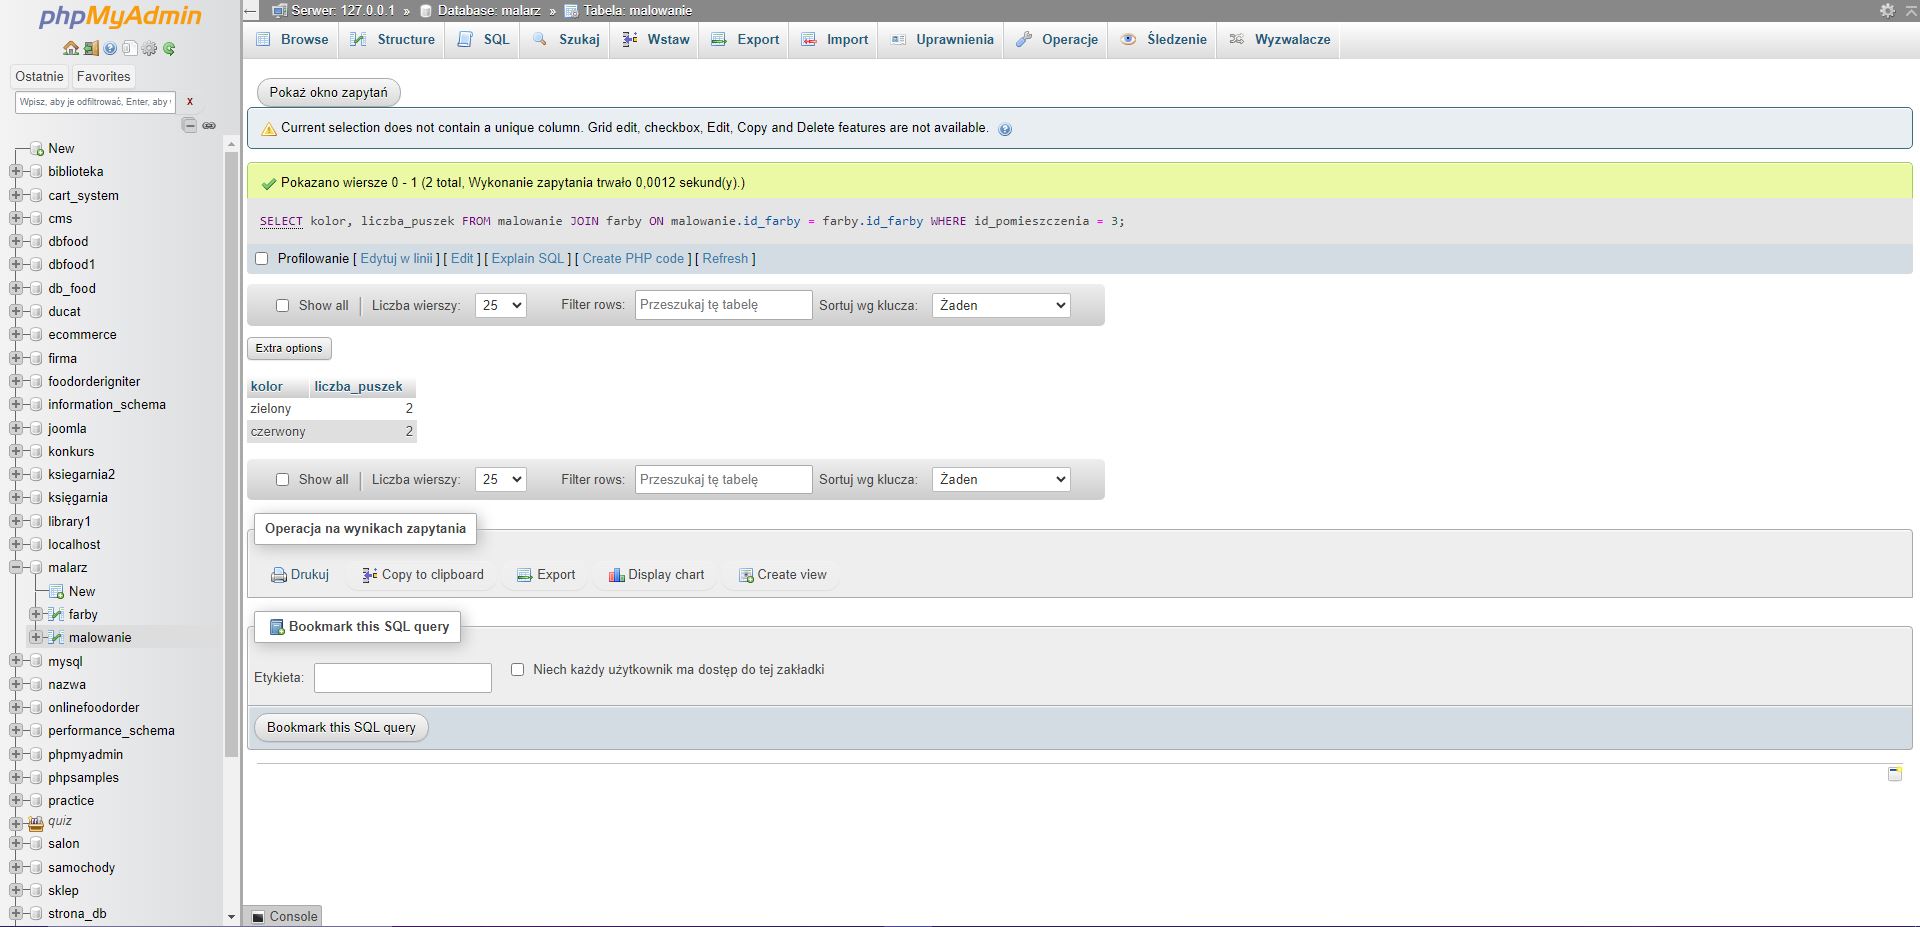 phpMyAdmin
Ostatnie Favorites
Wpisz, aby je odfiltrować, Enter, aby X
New
biblioteka
cart_system
cms
dbfood
dbfood1
db_food
ducat
ecommerce
firma
foodorderigniter
information_schema
joomla
konkurs
ksiegarnia2
księgarnia
library1
localhost
malarz
New
farby
malowanie
mysql
nazwa
onlinefoodorder
performance_schema
phpmyadmin
phpsamples
practice
quiz
salon
samochody
sklep
strona_db
Serwer: 127.0.0.1 » Database: malarz » Tabela: malowanie
Browse Structure SQL Szukaj Wstaw Export Import Uprawnienia Operacje Śledzenie Wyzwalacze
Pokaż okno zapytań
Current selection does not contain a unique column. Grid edit, checkbox, Edit, Copy and Delete features are not available.
Pokazano wiersze 0 - 1 (2 total, Wykonanie zapytania trwało 0,0012 sekund(y).)
SELECT kolor, liczba_puszek FROM malowanie JOIN farby ON malowanie.id_farby = farby.id_farby WHERE id_pomieszczenia = 3;
Profilowanie [ Edytuj w linii ] [ Edit ] [ Explain SQL ] [ Create PHP code ] [ Refresh ]
Show all | Liczba wierszy: 25 Filter rows: Przeszukaj tę tabelę Sortuj wg klucza: Żaden
Extra options
kolor liczba_puszek
zielony 2
czerwony 2
Show all | Liczba wierszy: 25 Filter rows: Przeszukaj tę tabelę Sortuj wg klucza: Żaden
Operacja na wynikach zapytania
Drukuj Copy to clipboard Export Display chart Create view
Bookmark this SQL query
Etykieta: Niech każdy użytkownik ma dostęp do tej zakładki
Bookmark this SQL query
Console